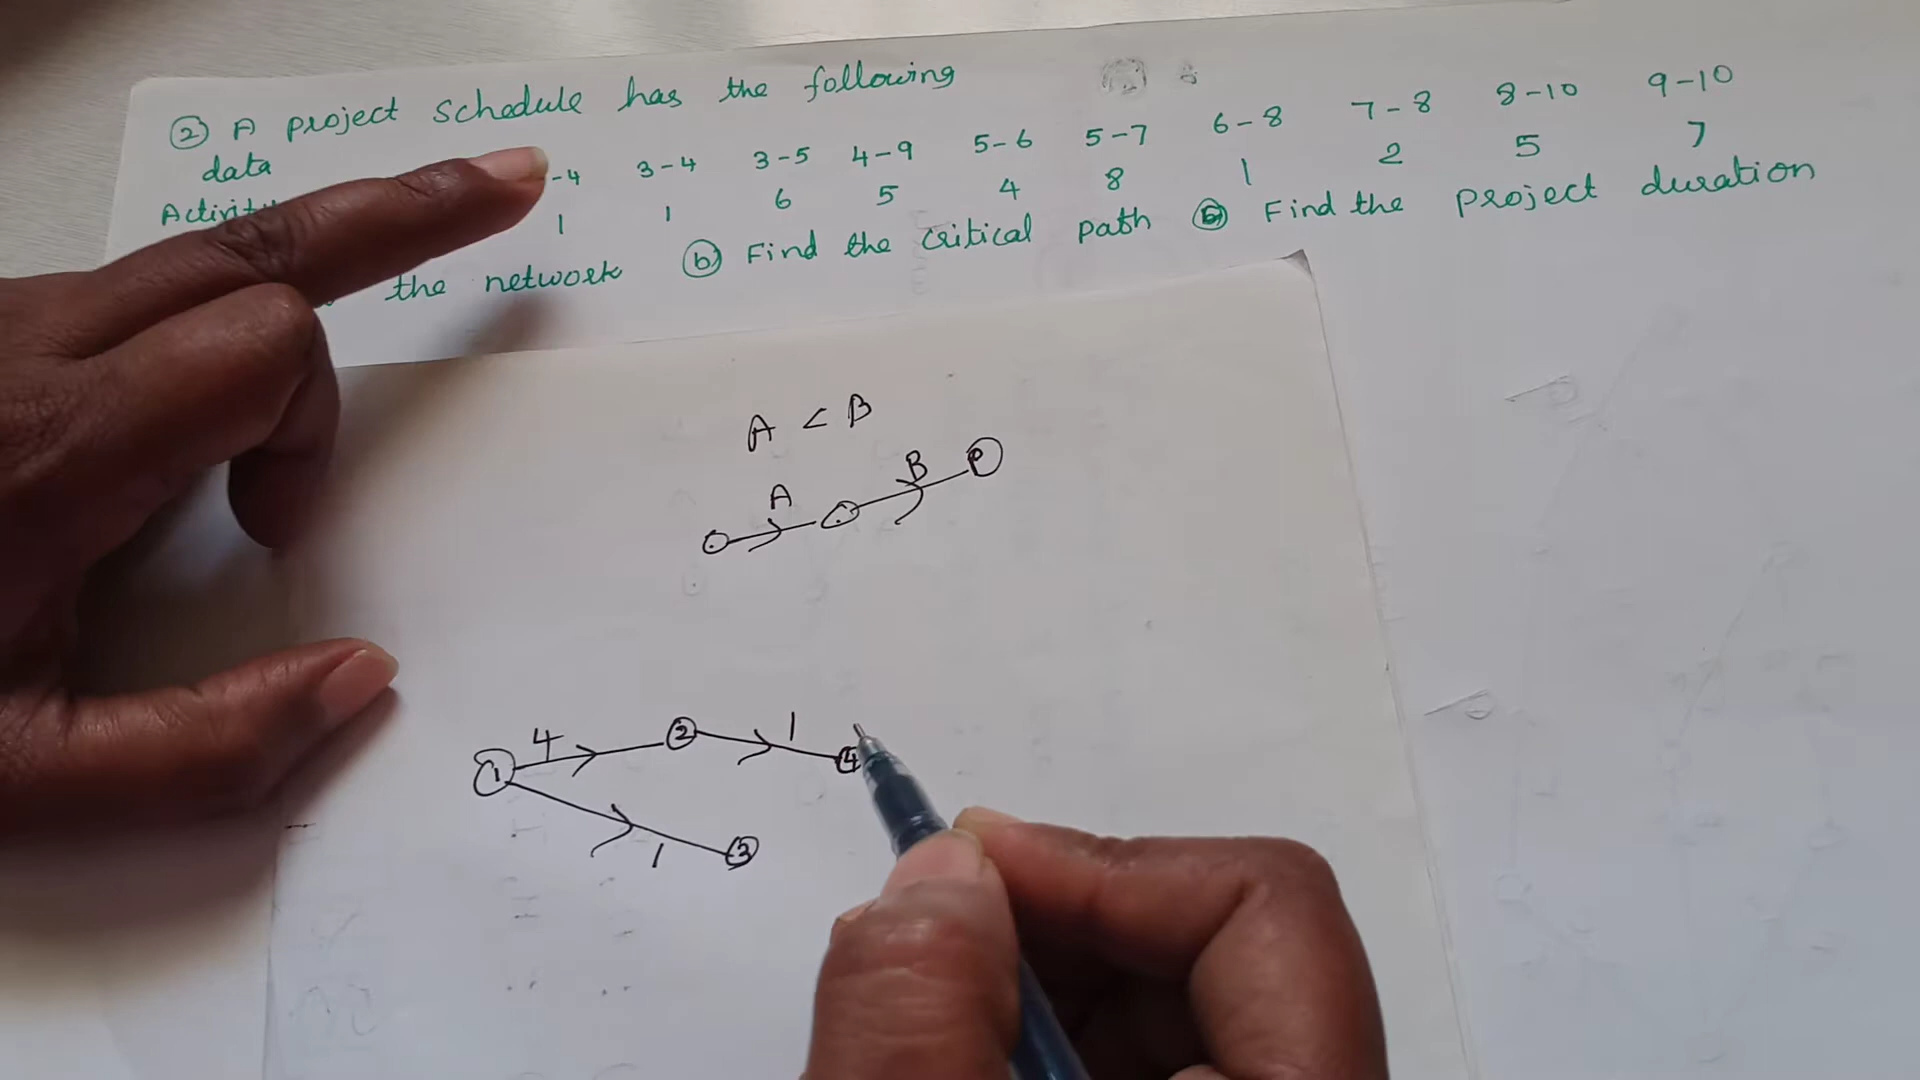 ② A project schedule has the following
data
Activity -4 3-4 3-5 4-9 5-6 5-7 6-8 7-8 8-10 9-10
1 1 6 5 4 8 1 2 5 7
the network ⓑ Find the critical path Find the project duration
A < B
A B
4 1
① ② ④
1 ③